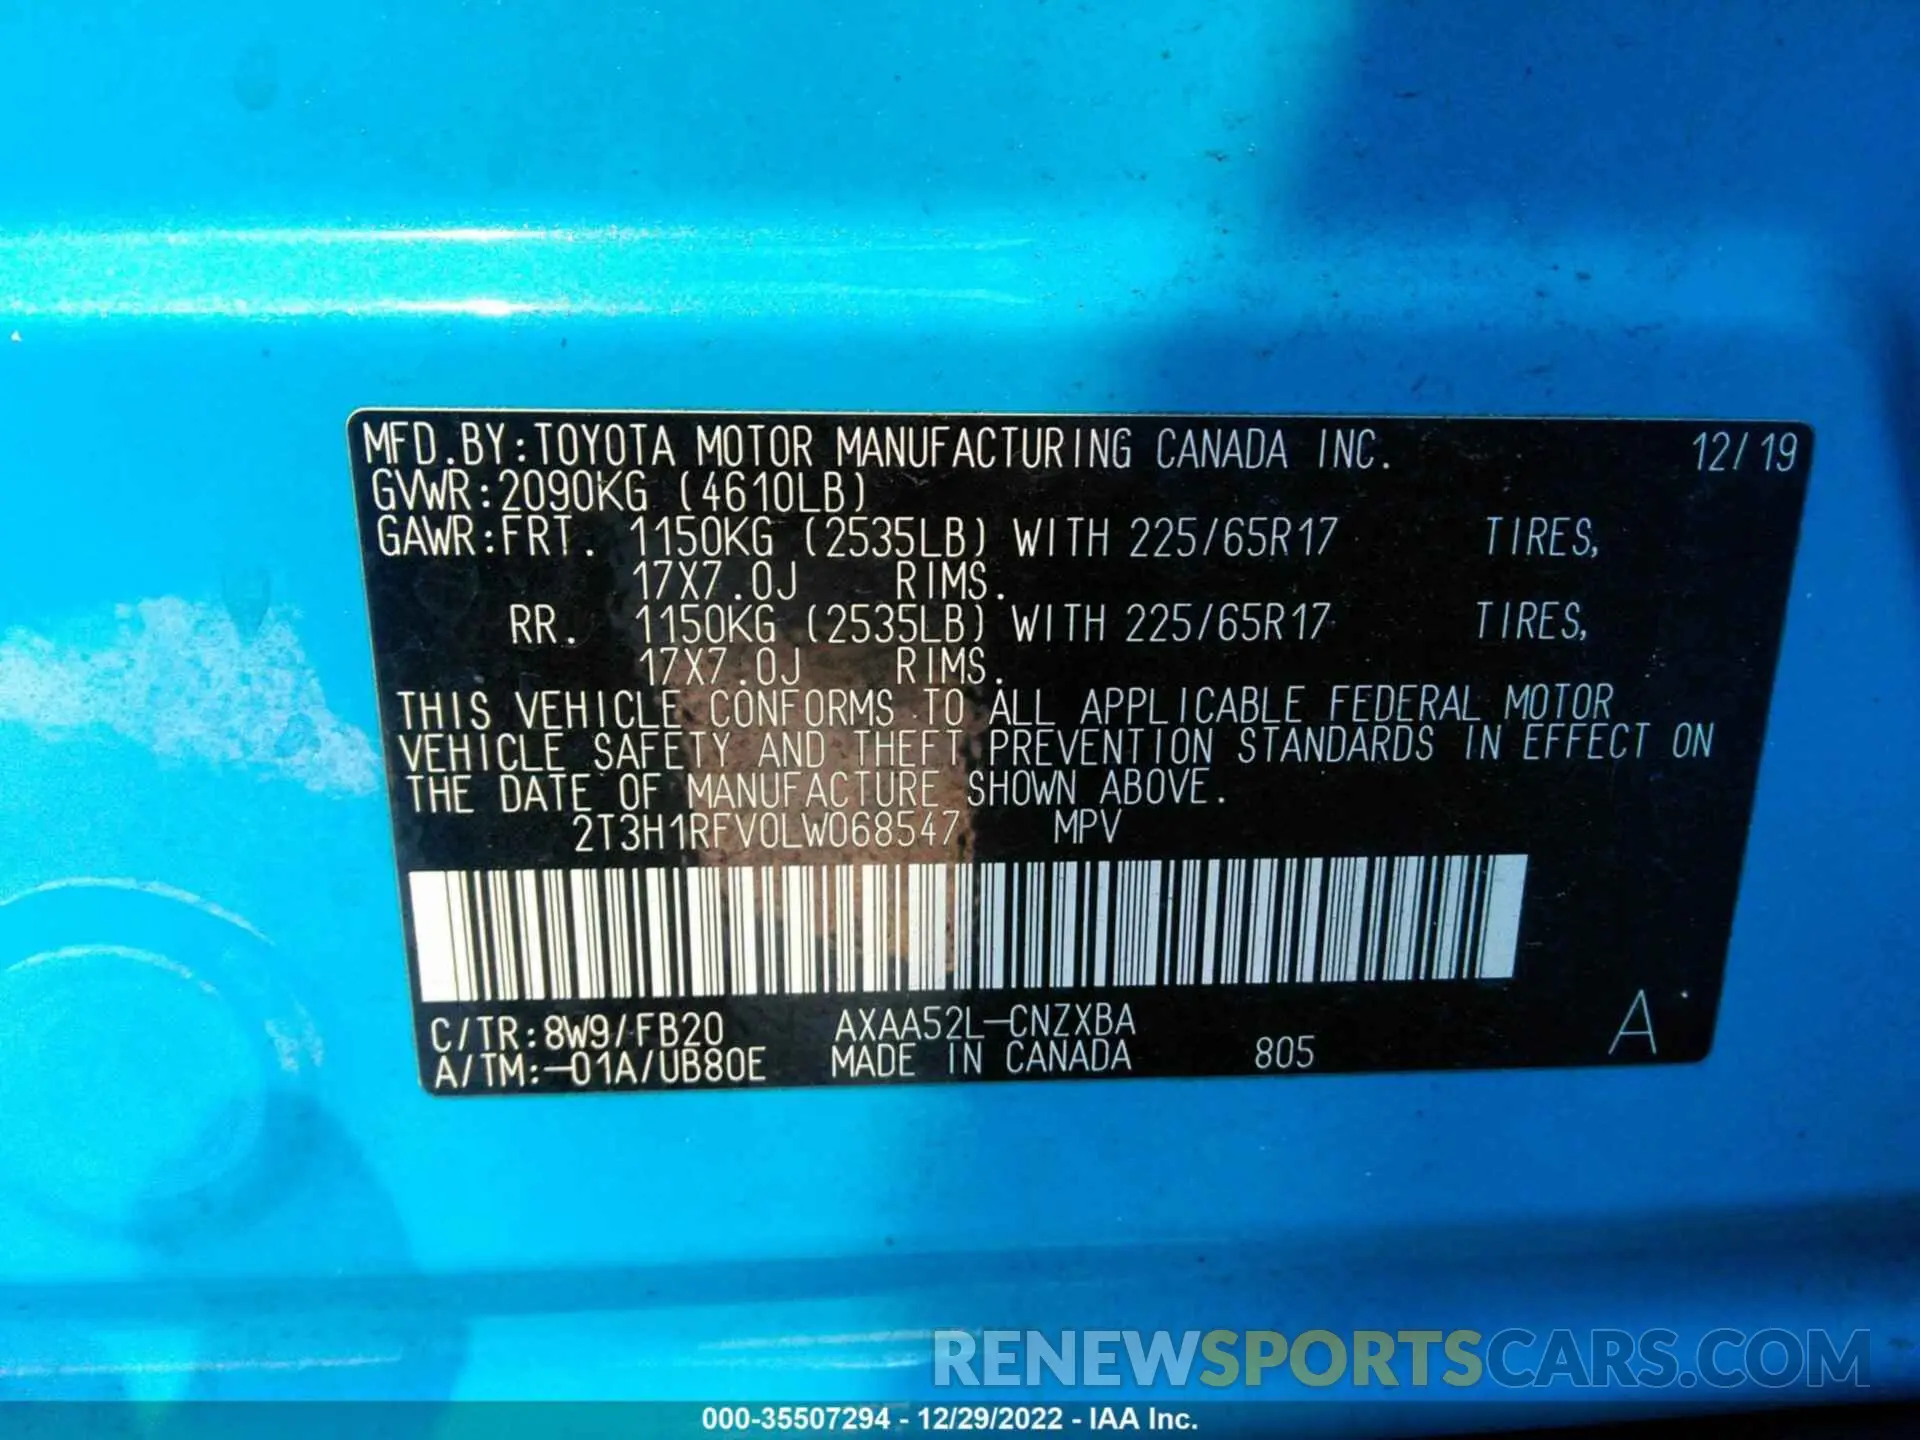 MFD.BY:TOYOTA MOTOR MANUFACTURING CANADA INC. 12/19
GVWR:2090KG (4610LB)
GAWR:FRT. 1150KG (2535LB) WITH 225/65R17 TIRES,
17X7.0J RIMS.
RR. 1150KG (2535LB) WITH 225/65R17 TIRES,
17X7.0J RIMS.
THIS VEHICLE CONFORMS TO ALL APPLICABLE FEDERAL MOTOR
VEHICLE SAFETY AND THEFT PREVENTION STANDARDS IN EFFECT ON
THE DATE OF MANUFACTURE SHOWN ABOVE.
2T3H1RFV0LW068547 MPV
C/TR:8W9/FB20 AXAA52L-CNZXBA A
A/TM:-01A/UB80E MADE IN CANADA 805
RENEWSPORTSCARS.COM
000-35507294 - 12/29/2022 - IAA Inc.